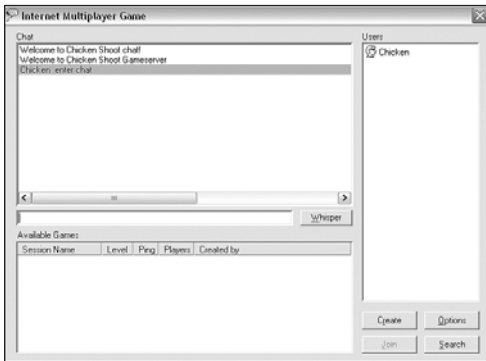 Internet Multiplayer Game
Chat
Welcome to Chicken Shoot chat!
Welcome to Chicken Shoot Gameserver
Chicken enter chat
Users
Chicken
Whisper
Available Games
Session Name Level Ping Players Created by
Create Options
Join Search